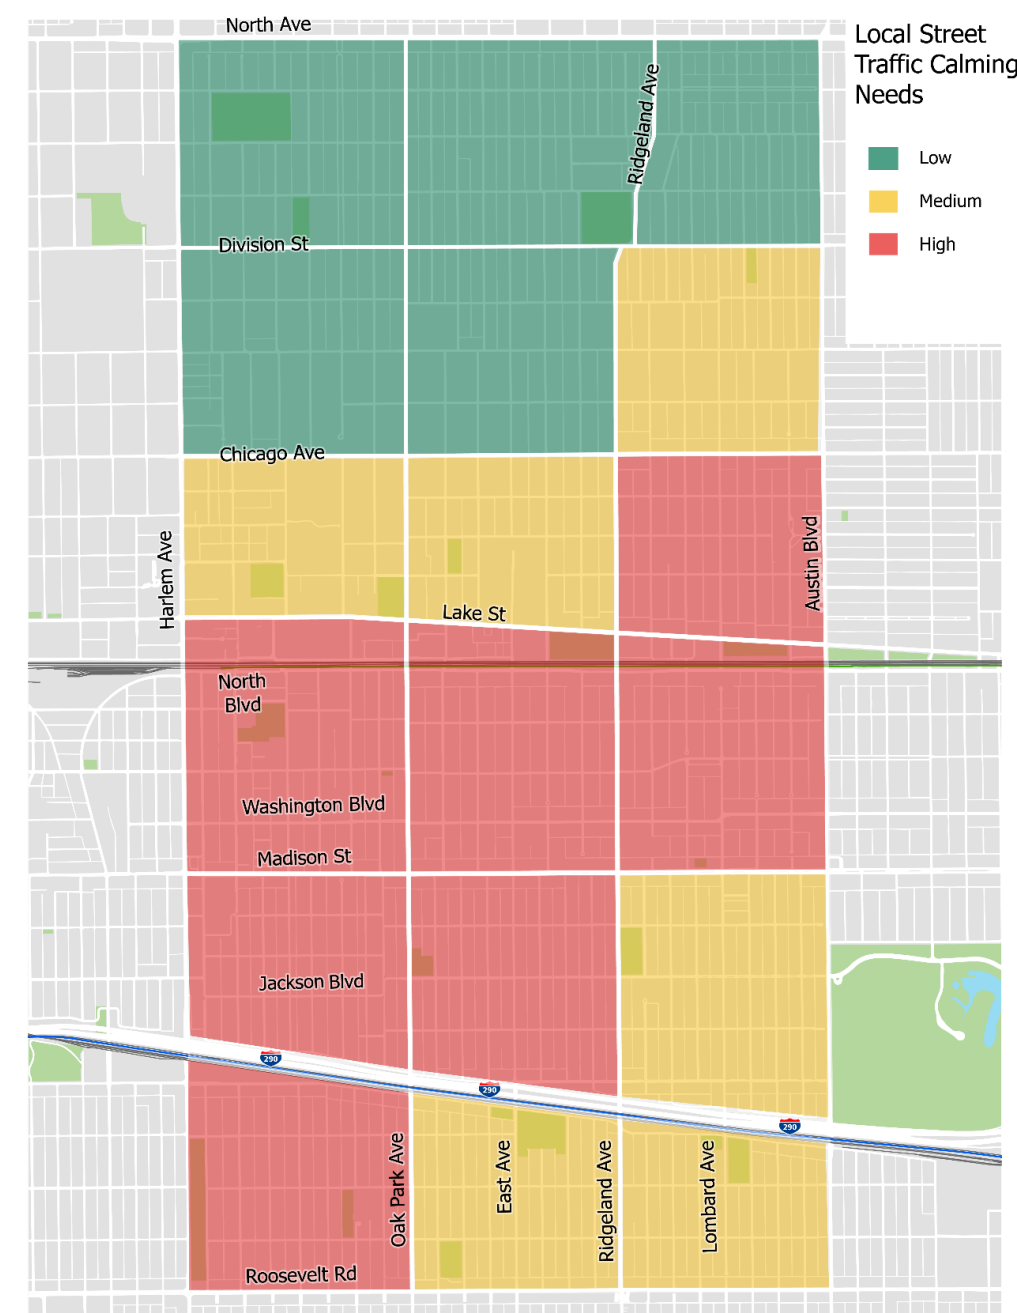 North Ave
Local Street
Traffic Calming
Needs
Low
Medium
High
Ridgeland Ave
Division St
Chicago Ave
Harlem Ave
Austin Blvd
Lake St
North
Blvd
Washington Blvd
Madison St
Jackson Blvd
290
290
290
Oak Park Ave
East Ave
Ridgeland Ave
Lombard Ave
Roosevelt Rd